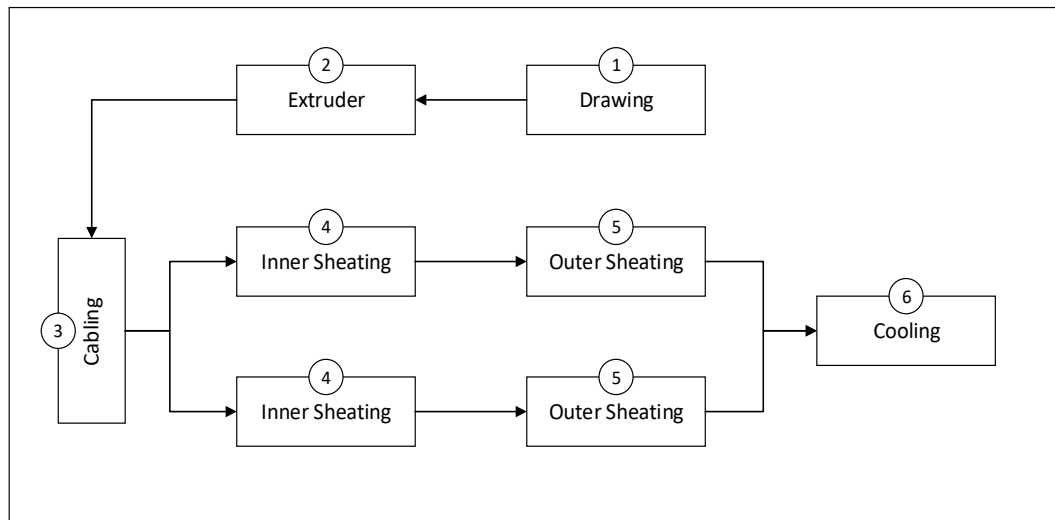 2
Extruder
1
Drawing
3
Cabling
4
Inner Sheating
5
Outer Sheating
4
Inner Sheating
5
Outer Sheating
6
Cooling